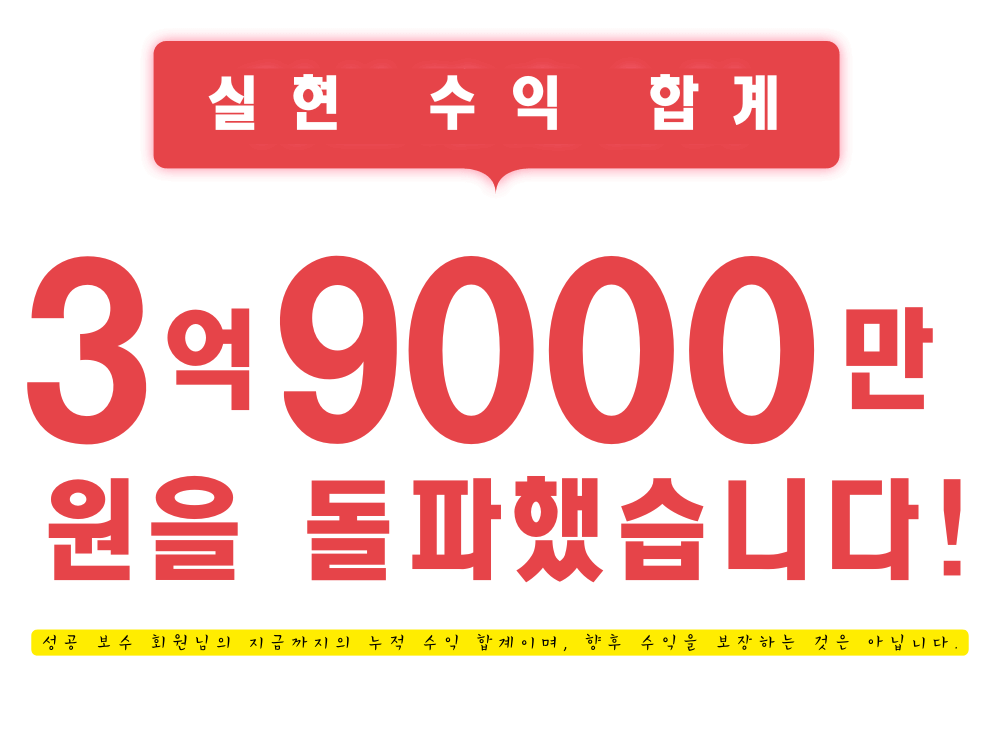 실현 수익 합계
3억9000만
원을 돌파했습니다!
성공 보수 회원님의 지금까지의 누적 수익 합계이며, 향후 수익을 보장하는 것은 아닙니다.